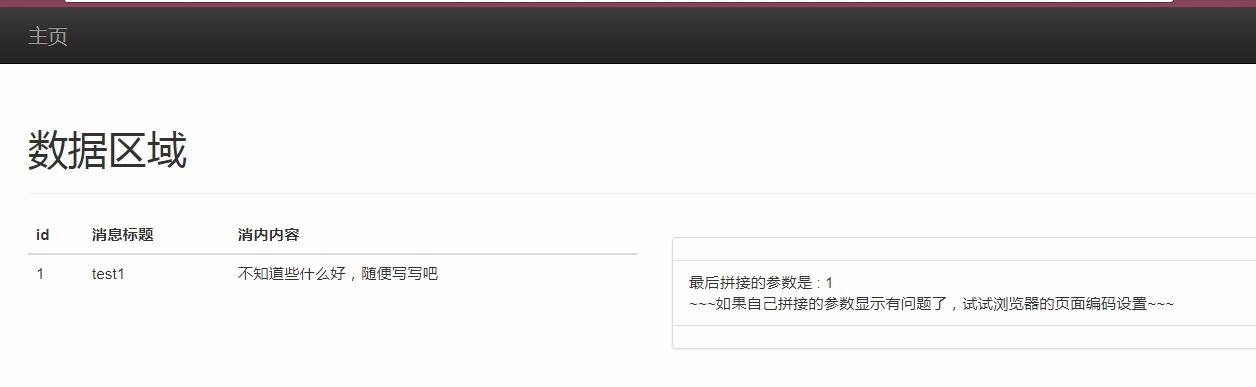 主页
数据区域
id 消息标题 消内内容
1 test1 不知道些什么好，随便写写吧
最后拼接的参数是 : 1
~~~如果自己拼接的参数显示有问题了，试试浏览器的页面编码设置~~~